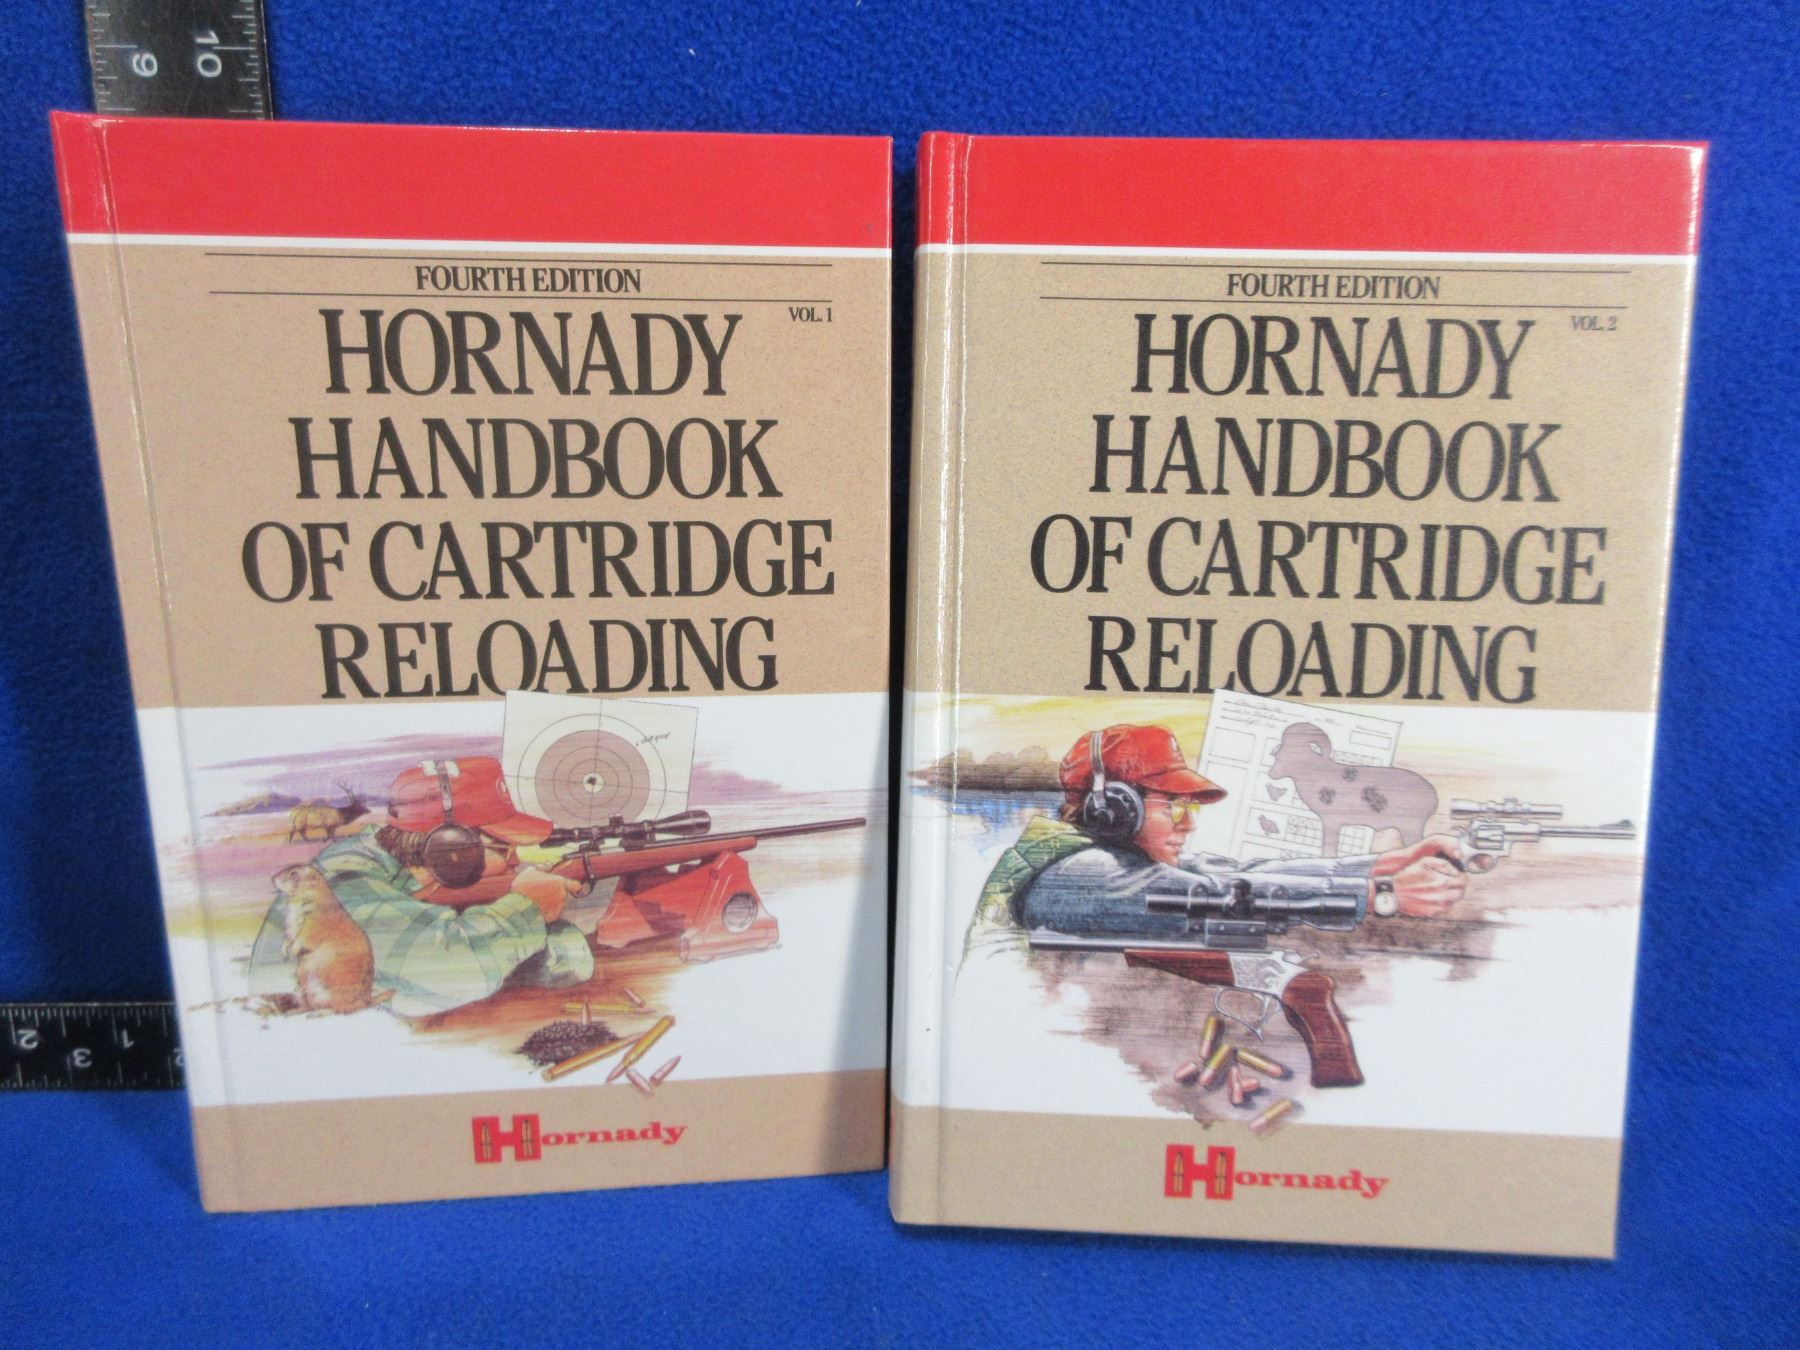 10
9
FOURTH EDITION
VOL. 1
HORNADY
HANDBOOK
OF CARTRIDGE
RELOADING
Hornady
FOURTH EDITION
VOL. 2
HORNADY
HANDBOOK
OF CARTRIDGE
RELOADING
Hornady
2
3
1
2